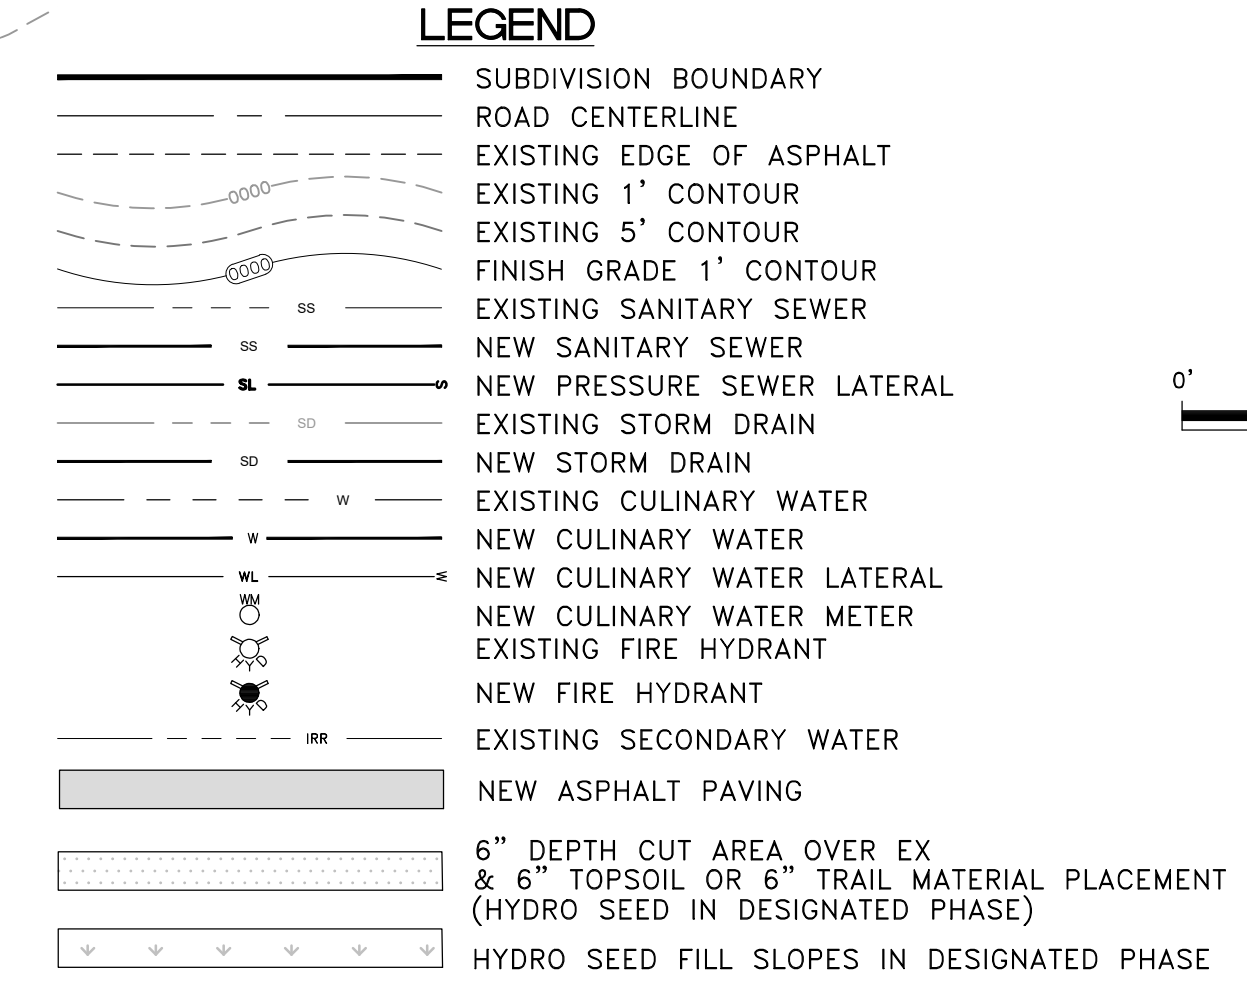 LEGEND
SUBDIVISION BOUNDARY
ROAD CENTERLINE
EXISTING EDGE OF ASPHALT
0000 EXISTING 1' CONTOUR
EXISTING 5' CONTOUR
0000 FINISH GRADE 1' CONTOUR
SS EXISTING SANITARY SEWER
SS NEW SANITARY SEWER
SL S NEW PRESSURE SEWER LATERAL
0'
SD EXISTING STORM DRAIN
SD NEW STORM DRAIN
W EXISTING CULINARY WATER
W NEW CULINARY WATER
WL W NEW CULINARY WATER LATERAL
WM
NEW CULINARY WATER METER
HYD EXISTING FIRE HYDRANT
HYD NEW FIRE HYDRANT
IRR EXISTING SECONDARY WATER
NEW ASPHALT PAVING
6" DEPTH CUT AREA OVER EX
& 6" TOPSOIL OR 6" TRAIL MATERIAL PLACEMENT
(HYDRO SEED IN DESIGNATED PHASE)
HYDRO SEED FILL SLOPES IN DESIGNATED PHASE